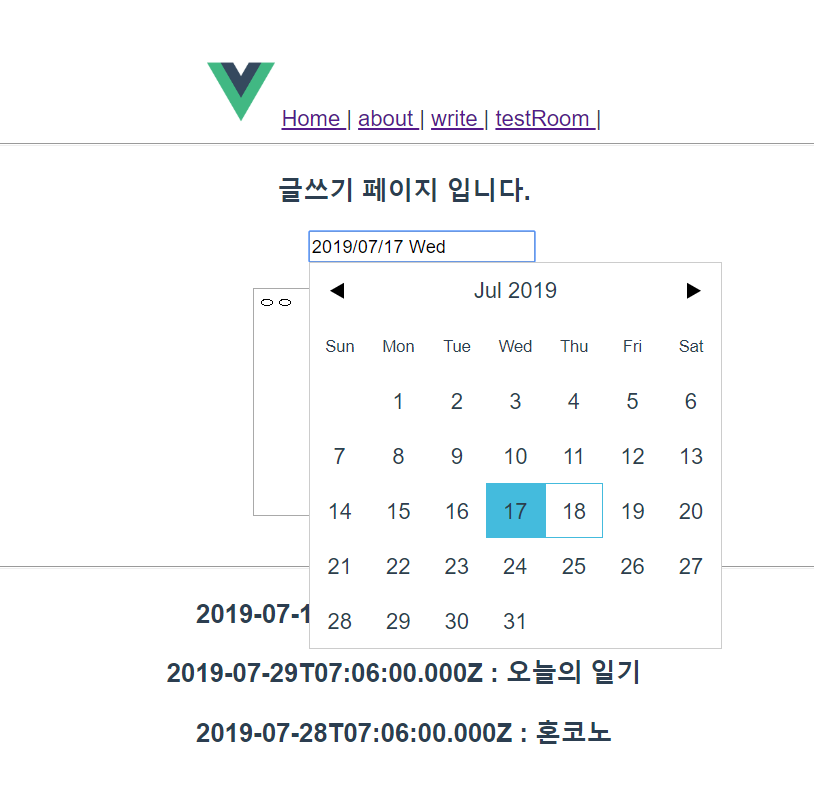 Home | about | write | testRoom |
글쓰기 페이지 입니다.
2019/07/17 Wed
Jul 2019
Sun Mon Tue Wed Thu Fri Sat
1 2 3 4 5 6
7 8 9 10 11 12 13
14 15 16 17 18 19 20
21 22 23 24 25 26 27
28 29 30 31
ㅇㅇ
2019-07-1
2019-07-29T07:06:00.000Z : 오늘의 일기
2019-07-28T07:06:00.000Z : 혼코노